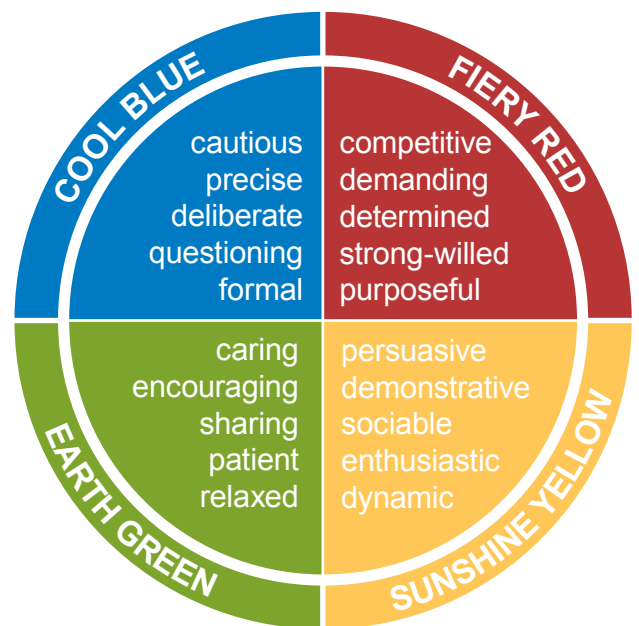 COOL BLUE
cautious
precise
deliberate
questioning
formal
FIERY RED
competitive
demanding
determined
strong-willed
purposeful
EARTH GREEN
caring
encouraging
sharing
patient
relaxed
SUNSHINE YELLOW
persuasive
demonstrative
sociable
enthusiastic
dynamic